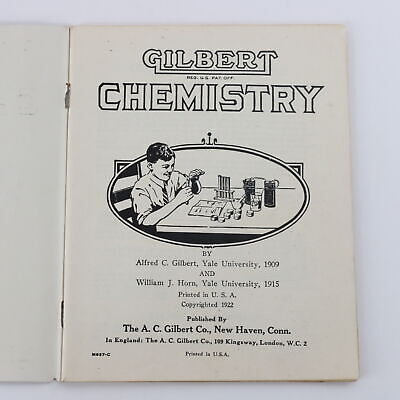 GILBERT
REG. U.S. PAT. OFF.
CHEMISTRY
BY
Alfred C. Gilbert, Yale University, 1909
AND
William J. Horn, Yale University, 1915
Printed in U. S. A.
Copyrighted 1922
Published By
The A. C. Gilbert Co., New Haven, Conn.
In England: The A. C. Gilbert Co., 109 Kingsway, London, W.C. 2
M687-C
Printed in U.S.A.